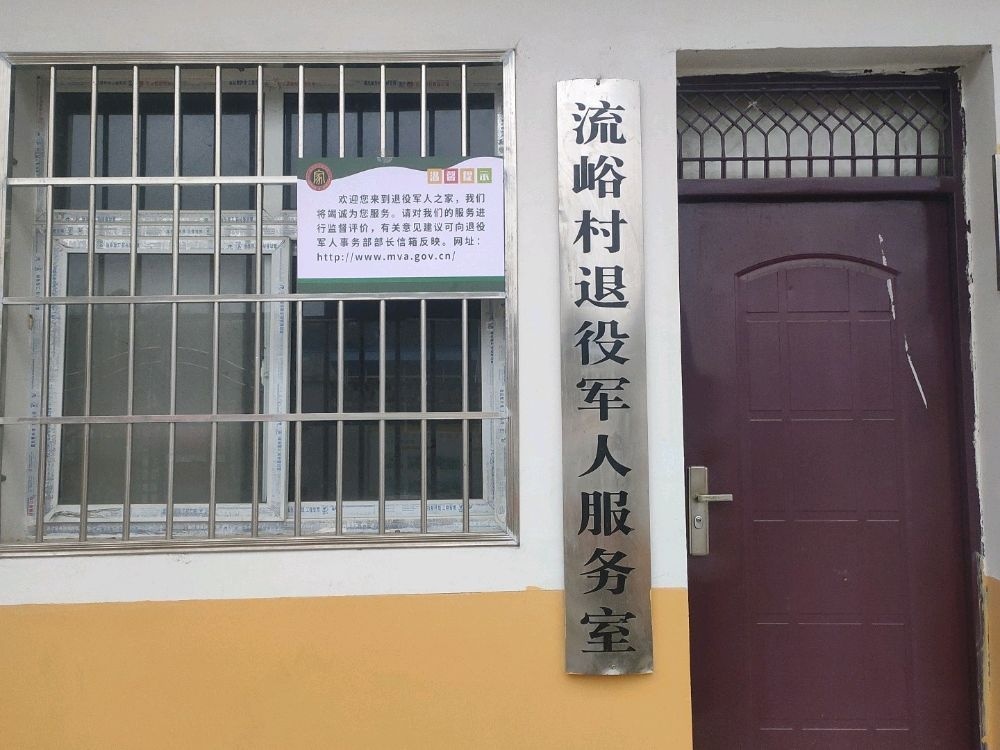 家
温馨提示
欢迎您来到退役军人之家，我们
将竭诚为您服务。请对我们的服务进
行监督评价，有关意见建议可向退役
军人事务部部长信箱反映。网址：
http://www.mva.gov.cn/
流峪村退役军人服务室